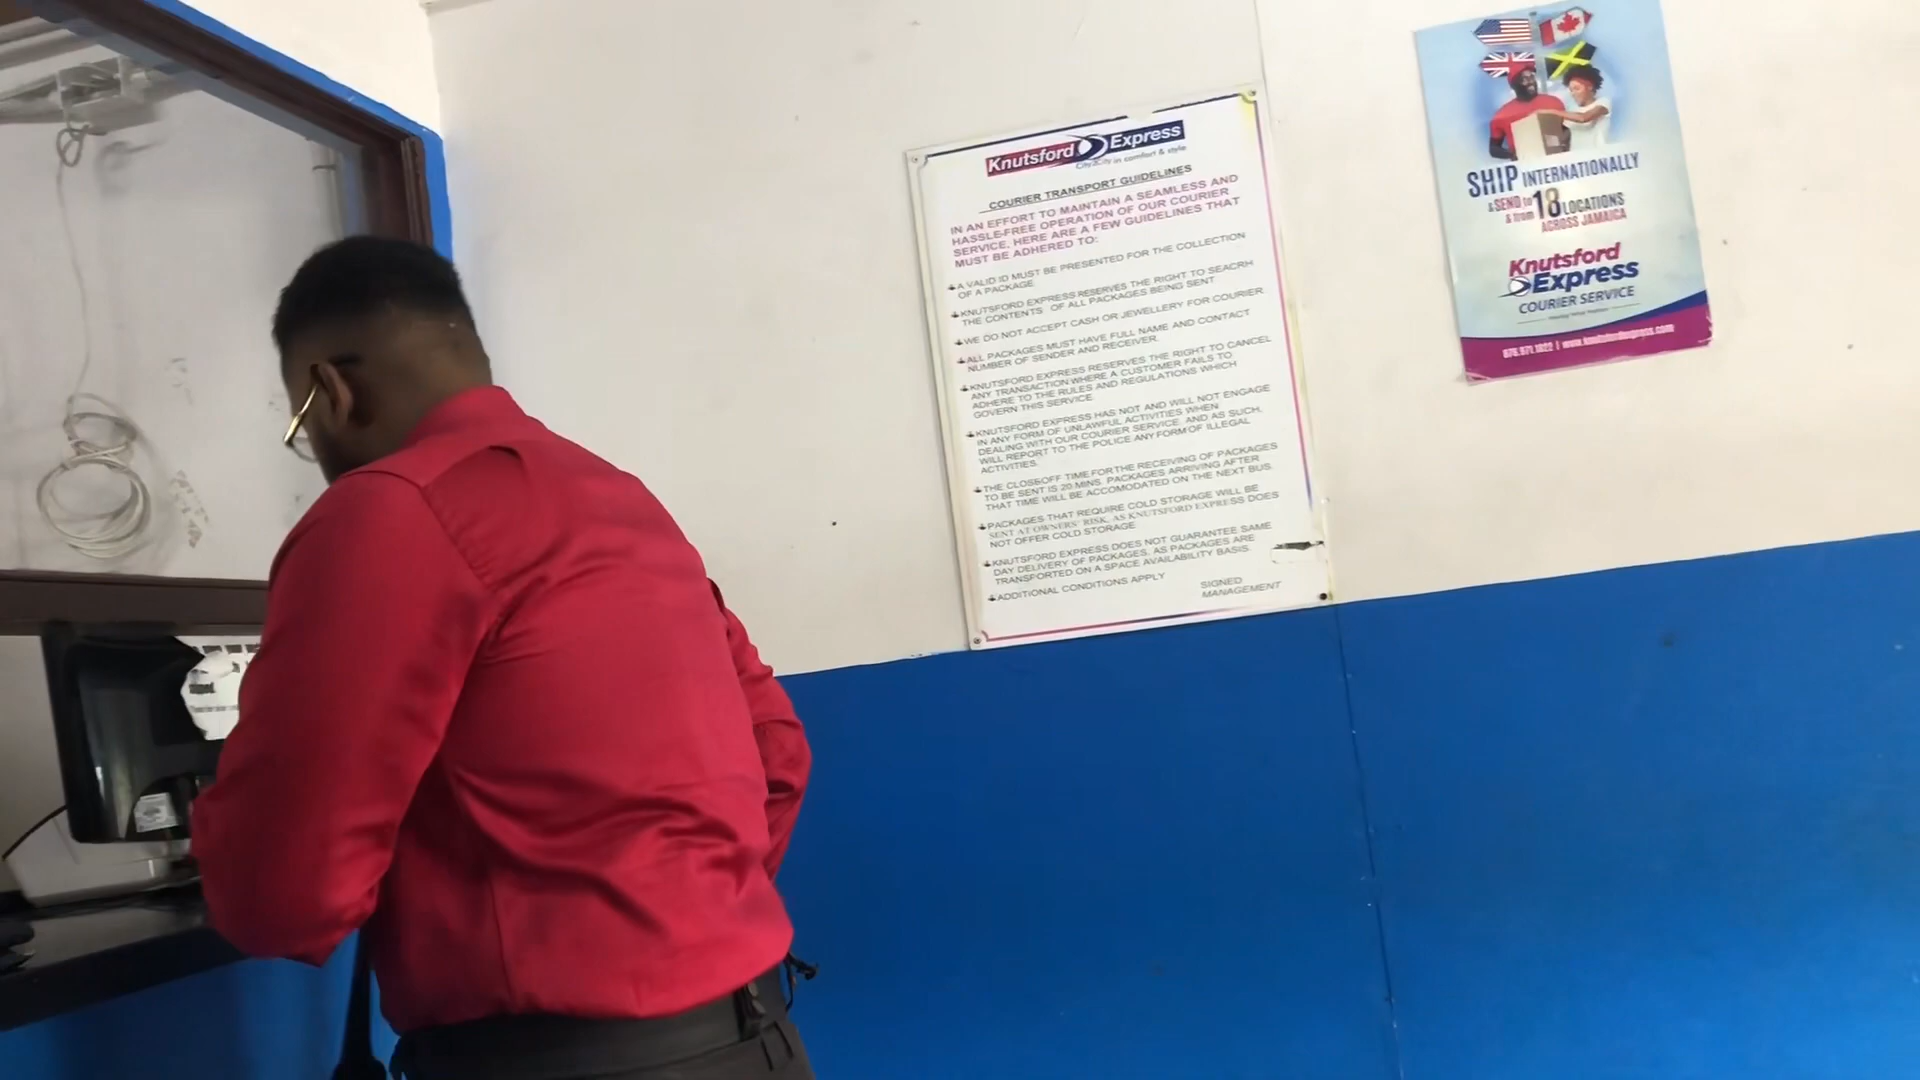 Knutsford Express
City2City in comfort & style
COURIER TRANSPORT GUIDELINES
IN AN EFFORT TO MAINTAIN A SEAMLESS AND
HASSLE-FREE OPERATION OF OUR COURIER
SERVICE, HERE ARE A FEW GUIDELINES THAT
MUST BE ADHERED TO:
A VALID ID MUST BE PRESENTED FOR THE COLLECTION
OF A PACKAGE
KNUTSFORD EXPRESS RESERVES THE RIGHT TO SEACRH
THE CONTENTS OF ALL PACKAGES BEING SENT
WE DO NOT ACCEPT CASH OR JEWELLERY FOR COURIER
ALL PACKAGES MUST HAVE FULL NAME AND CONTACT
NUMBER OF SENDER AND RECEIVER.
KNUTSFORD EXPRESS RESERVES THE RIGHT TO CANCEL
ANY TRANSACTION WHERE A CUSTOMER FAILS TO
ADHERE TO THE RULES AND REGULATIONS WHICH
GOVERN THIS SERVICE.
KNUTSFORD EXPRESS HAS NOT AND WILL NOT ENGAGE
IN ANY FORM OF UNLAWFUL ACTIVITIES WHEN
DEALING WITH OUR COURIER SERVICE, AND AS SUCH,
WILL REPORT TO THE POLICE ANY FORM OF ILLEGAL
ACTIVITIES.
THE CLOSE-OFF TIME FOR THE RECEIVING OF PACKAGES
TO BE SENT IS 20 MINS. PACKAGES ARRIVING AFTER
THAT TIME WILL BE ACCOMODATED ON THE NEXT BUS.
PACKAGES THAT REQUIRE COLD STORAGE WILL BE
SENT AT OWNERS' RISK, AS KNUTSFORD EXPRESS DOES
NOT OFFER COLD STORAGE
KNUTSFORD EXPRESS DOES NOT GUARANTEE SAME
DAY DELIVERY OF PACKAGES, AS PACKAGES ARE
TRANSPORTED ON A SPACE AVAILABILITY BASIS.
ADDITIONAL CONDITIONS APPLY
SIGNED
MANAGEMENT
SHIP INTERNATIONALLY
& SEND to
& from 18 LOCATIONS
ACROSS JAMAICA
Knutsford
Express
COURIER SERVICE
876.971.1822 | www.knutsfordexpress.com